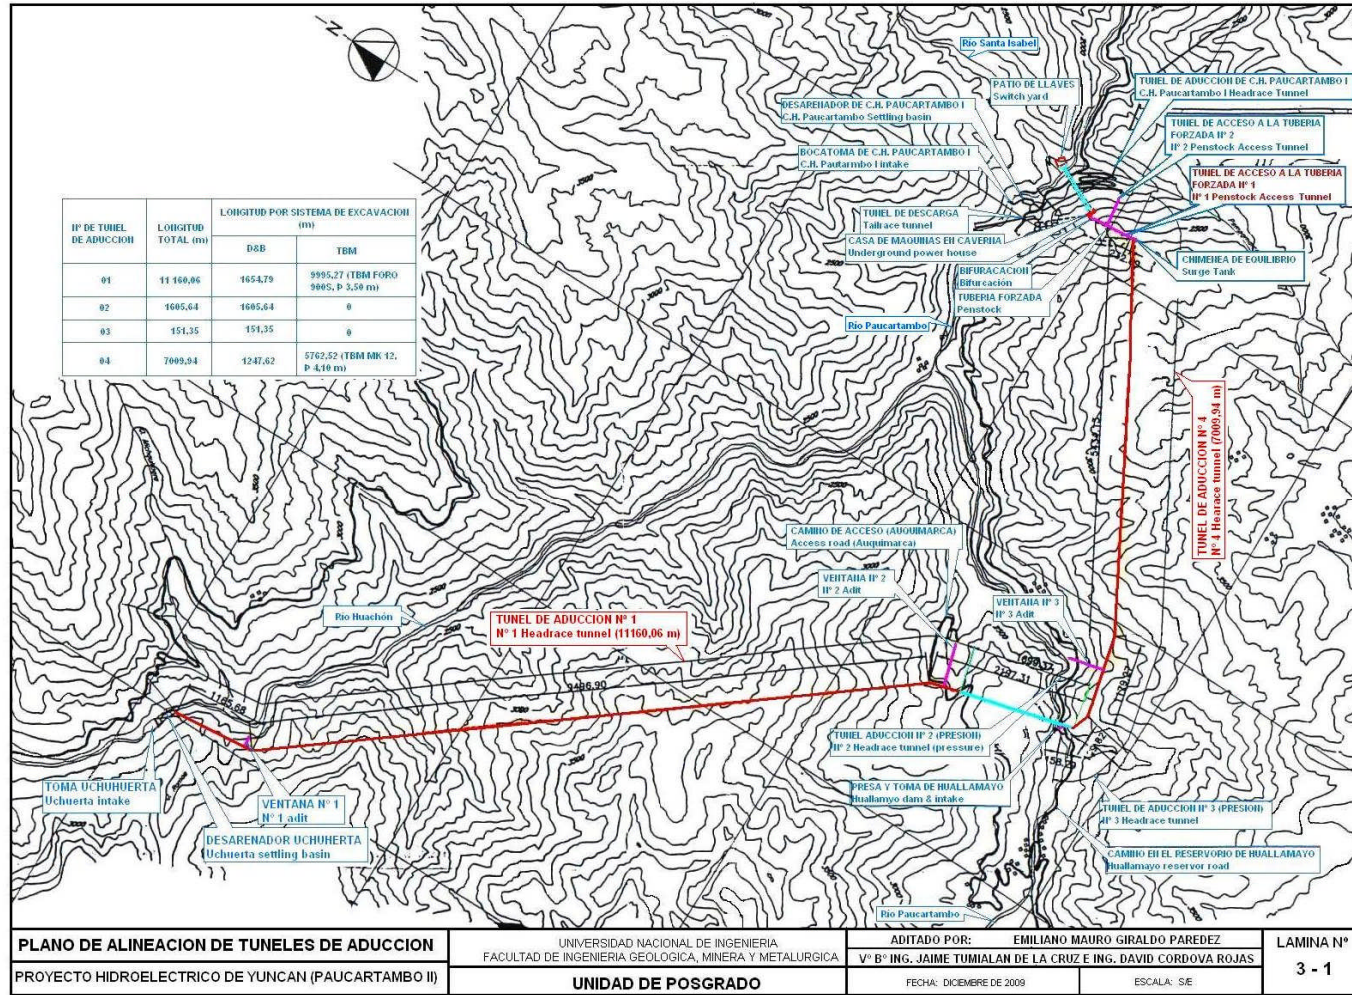 N
Río Santa Isabel
PATIO DE LLAVES
Switch yard
TUNEL DE ADUCCION DE C.H. PAUCARTAMBO I
C.H. Paucartambo I Headrace Tunnel
DESARENADOR DE C.H. PAUCARTAMBO I
C.H. Paucartambo Settling basin
TUNEL DE ACCESO A LA TUBERIA
FORZADA Nº 2
Nº 2 Penstock Access Tunnel
BOCATOMA DE C.H. PAUCARTAMBO I
C.H. Pautarmbo I intake
TUNEL DE ACCESO A LA TUBERIA
FORZADA Nº 1
Nº 1 Penstock Access Tunnel
TUNEL DE DESCARGA
Tailrace tunnel
CASA DE MAQUINAS EN CAVERNA
Underground power house
CHIMENEA DE EQUILIBRIO
Surge Tank
BIFURACACION
Bifurcación
TUBERIA FORZADA
Penstock
Río Paucartambo
Nº DE TUNEL
DE ADUCCION
LONGITUD
TOTAL (m)
LONGITUD POR SISTEMA DE EXCAVACION
(m)
D&B
TBM
01
11 160,06
1654,79
9995,27 (TBM FORO
900S, Þ 3,50 m)
02
1605,64
1605,64
0
03
151,35
151,35
0
04
7009,94
1247,62
5762,52 (TBM MK 12,
Þ 4,10 m)
TUNEL DE ADUCCION Nº 4
Nº 4 Hearace tunnel (7009,94 m)
CAMINO DE ACCESO (AUQUIMARCA)
Access road (Auquimarca)
VENTANA Nº 2
Nº 2 Adit
VENTANA Nº 3
Nº 3 Adit
Río Huachón
TUNEL DE ADUCCION Nº 1
Nº 1 Headrace tunnel (11160,06 m)
1185,68
9486,90
2197,31
TUNEL ADUCCION Nº 2 (PRESION)
Nº 2 Headrace tunnel (pressure)
TOMA UCHUHUERTA
Uchuerta intake
VENTANA Nº 1
Nº 1 adit
DESARENADOR UCHUHERTA
Uchuerta settling basin
PRESA Y TOMA DE HUALLAMAYO
Huallamyo dam & intake
TUNEL DE ADUCCION Nº 3 (PRESION)
Nº 3 Headrace tunnel
CAMINO EN EL RESERVORIO DE HUALLAMAYO
Huallamayo reservor road
Río Paucartambo
PLANO DE ALINEACION DE TUNELES DE ADUCCION
PROYECTO HIDROELECTRICO DE YUNCAN (PAUCARTAMBO II)
UNIVERSIDAD NACIONAL DE INGENIERIA
FACULTAD DE INGENIERIA GEOLOGICA, MINERA Y METALURGICA
UNIDAD DE POSGRADO
ADITADO POR: EMILIANO MAURO GIRALDO PAREDEZ
Vº Bº ING. JAIME TUMIALAN DE LA CRUZ E ING. DAVID CORDOVA ROJAS
FECHA: DICIEMBRE DE 2009
ESCALA: S/E
LAMINA Nº
3 - 1